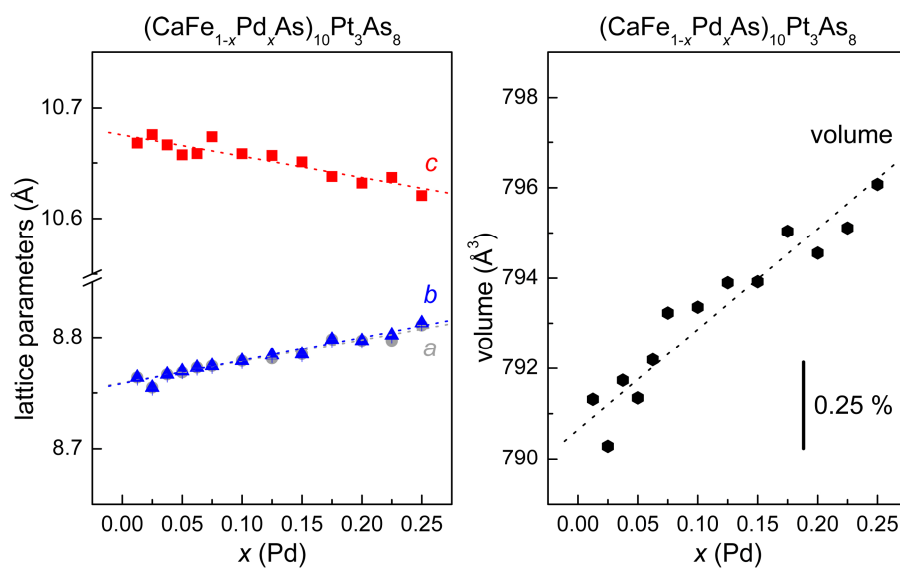 (CaFe₁₋ₓPdₓAs)₁₀Pt₃As₈
lattice parameters (Å)
10.7
10.6
8.8
8.7
c
b
a
0.00 0.05 0.10 0.15 0.20 0.25
x (Pd)
(CaFe₁₋ₓPdₓAs)₁₀Pt₃As₈
volume (Å³)
798
796
794
792
790
volume
0.25 %
0.00 0.05 0.10 0.15 0.20 0.25
x (Pd)